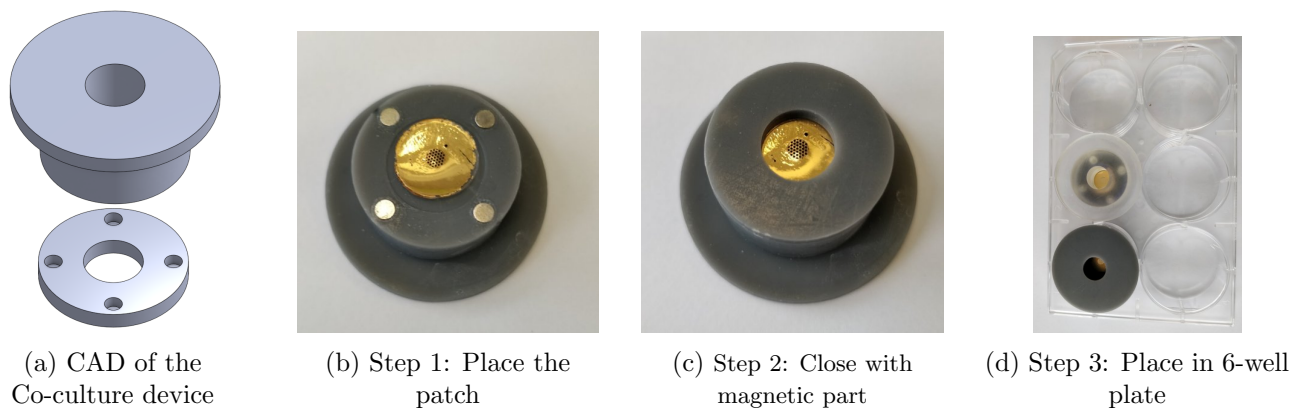 (a) CAD of the
Co-culture device
(b) Step 1: Place the
patch
(c) Step 2: Close with
magnetic part
(d) Step 3: Place in 6-well
plate